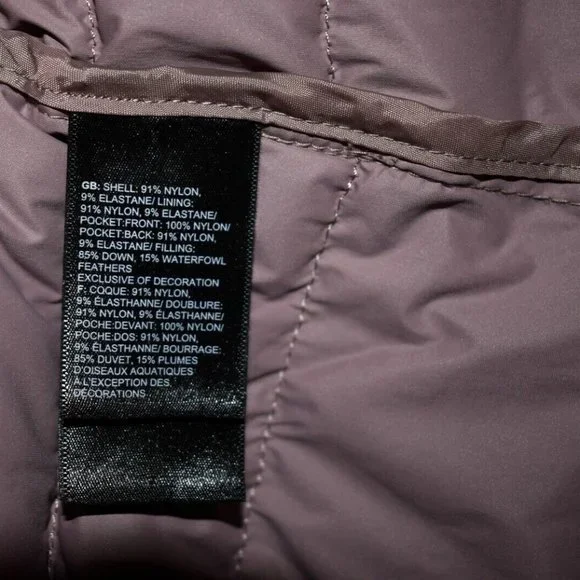 GB: SHELL: 91% NYLON,
9% ELASTANE/ LINING:
91% NYLON, 9% ELASTANE/
POCKET:FRONT: 100% NYLON/
POCKET:BACK: 91% NYLON,
9% ELASTANE/ FILLING:
85% DOWN, 15% WATERFOWL
FEATHERS
EXCLUSIVE OF DECORATION
F: COQUE: 91% NYLON,
9% ÉLASTHANNE/ DOUBLURE:
91% NYLON, 9% ÉLASTHANNE/
POCHE:DEVANT: 100% NYLON/
POCHE:DOS: 91% NYLON,
9% ÉLASTHANNE/ BOURRAGE:
85% DUVET, 15% PLUMES
D'OISEAUX AQUATIQUES
À L'EXCEPTION DES
DÉCORATIONS